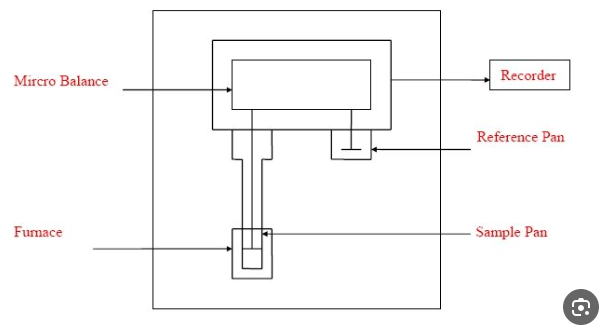 Recorder
Mircro Balance
Reference Pan
Furnace
Sample Pan